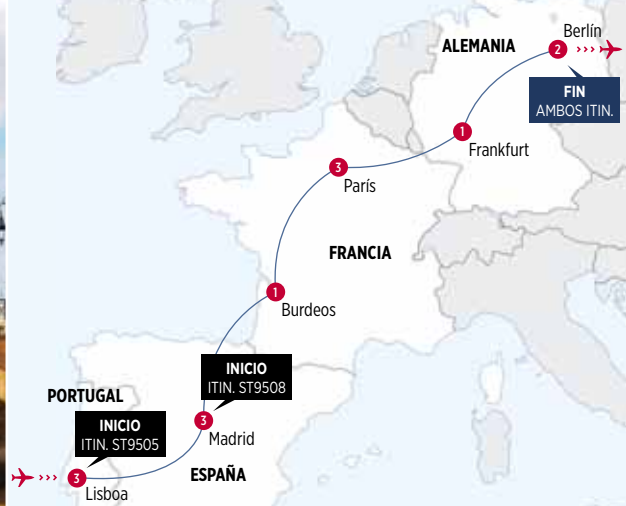 Berlín
ALEMANIA
2
FIN
AMBOS ITIN.
1
Frankfurt
3
París
FRANCIA
1
Burdeos
INICIO
ITIN. ST9508
PORTUGAL
INICIO
ITIN. ST9505
3
Madrid
ESPAÑA
3
Lisboa